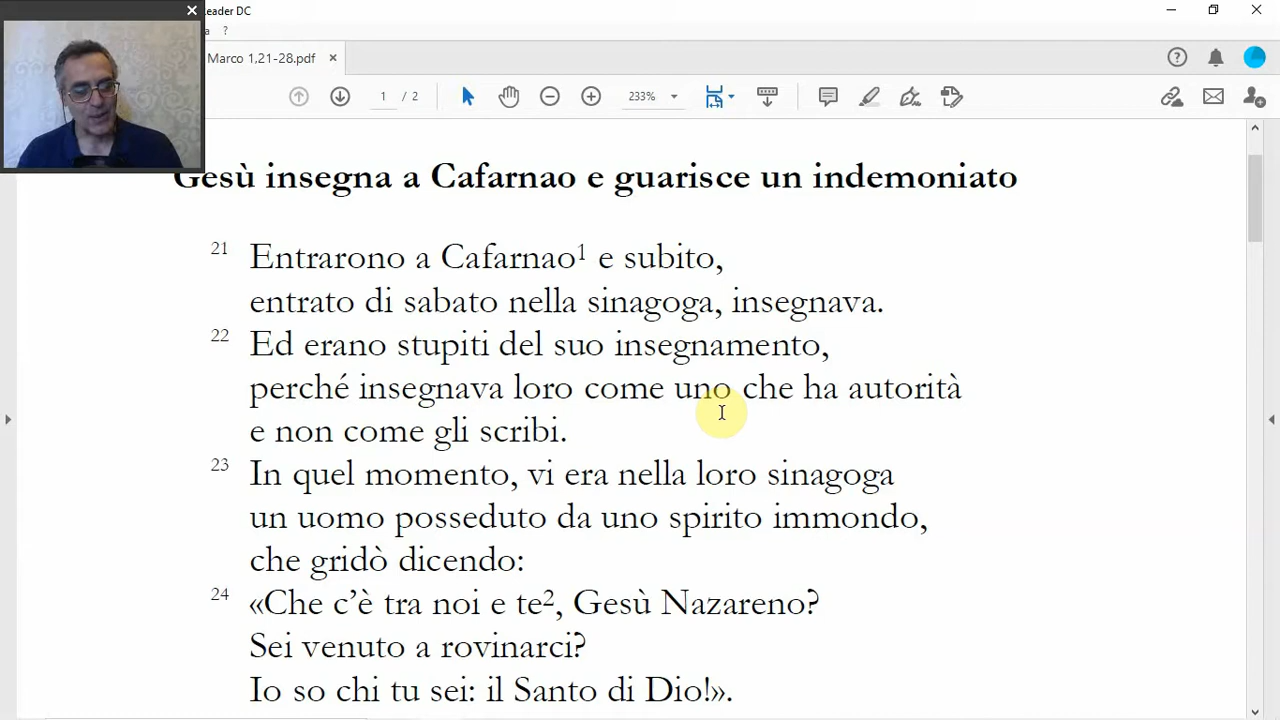 eader DC
a ?
Marco 1,21-28.pdf
1 / 2
233%
Gesù insegna a Cafarnao e guarisce un indemoniato
21 Entrarono a Cafarnao1 e subito,
entrato di sabato nella sinagoga, insegnava.
22 Ed erano stupiti del suo insegnamento,
perché insegnava loro come uno che ha autorità
e non come gli scribi.
23 In quel momento, vi era nella loro sinagoga
un uomo posseduto da uno spirito immondo,
che gridò dicendo:
24 «Che c’è tra noi e te2, Gesù Nazareno?
Sei venuto a rovinarci?
Io so chi tu sei: il Santo di Dio!».